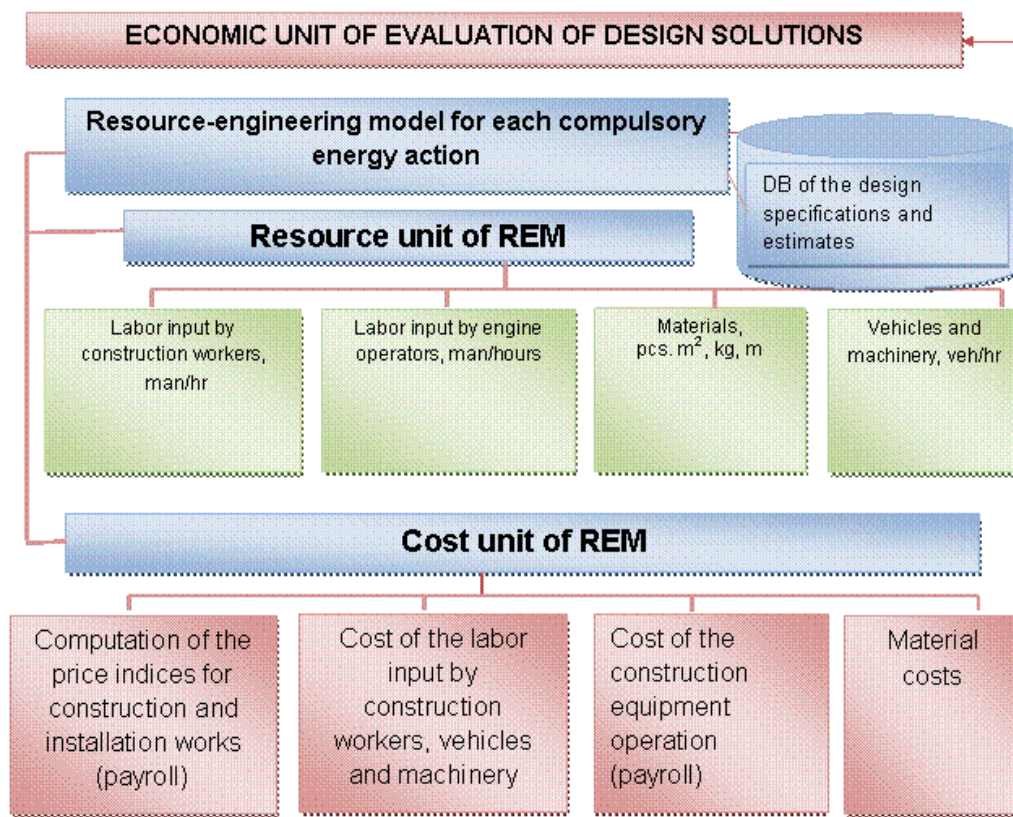 ECONOMIC UNIT OF EVALUATION OF DESIGN SOLUTIONS
Resource-engineering model for each compulsory
energy action
DB of the design
specifications and
estimates
Resource unit of REM
Labor input by
construction workers,
man/hr
Labor input by engine
operators, man/hours
Materials,
pcs. m², kg, m
Vehicles and
machinery, veh/hr
Cost unit of REM
Computation of the
price indices for
construction and
installation works
(payroll)
Cost of the labor
input by
construction
workers, vehicles
and machinery
Cost of the
construction
equipment
operation
(payroll)
Material
costs